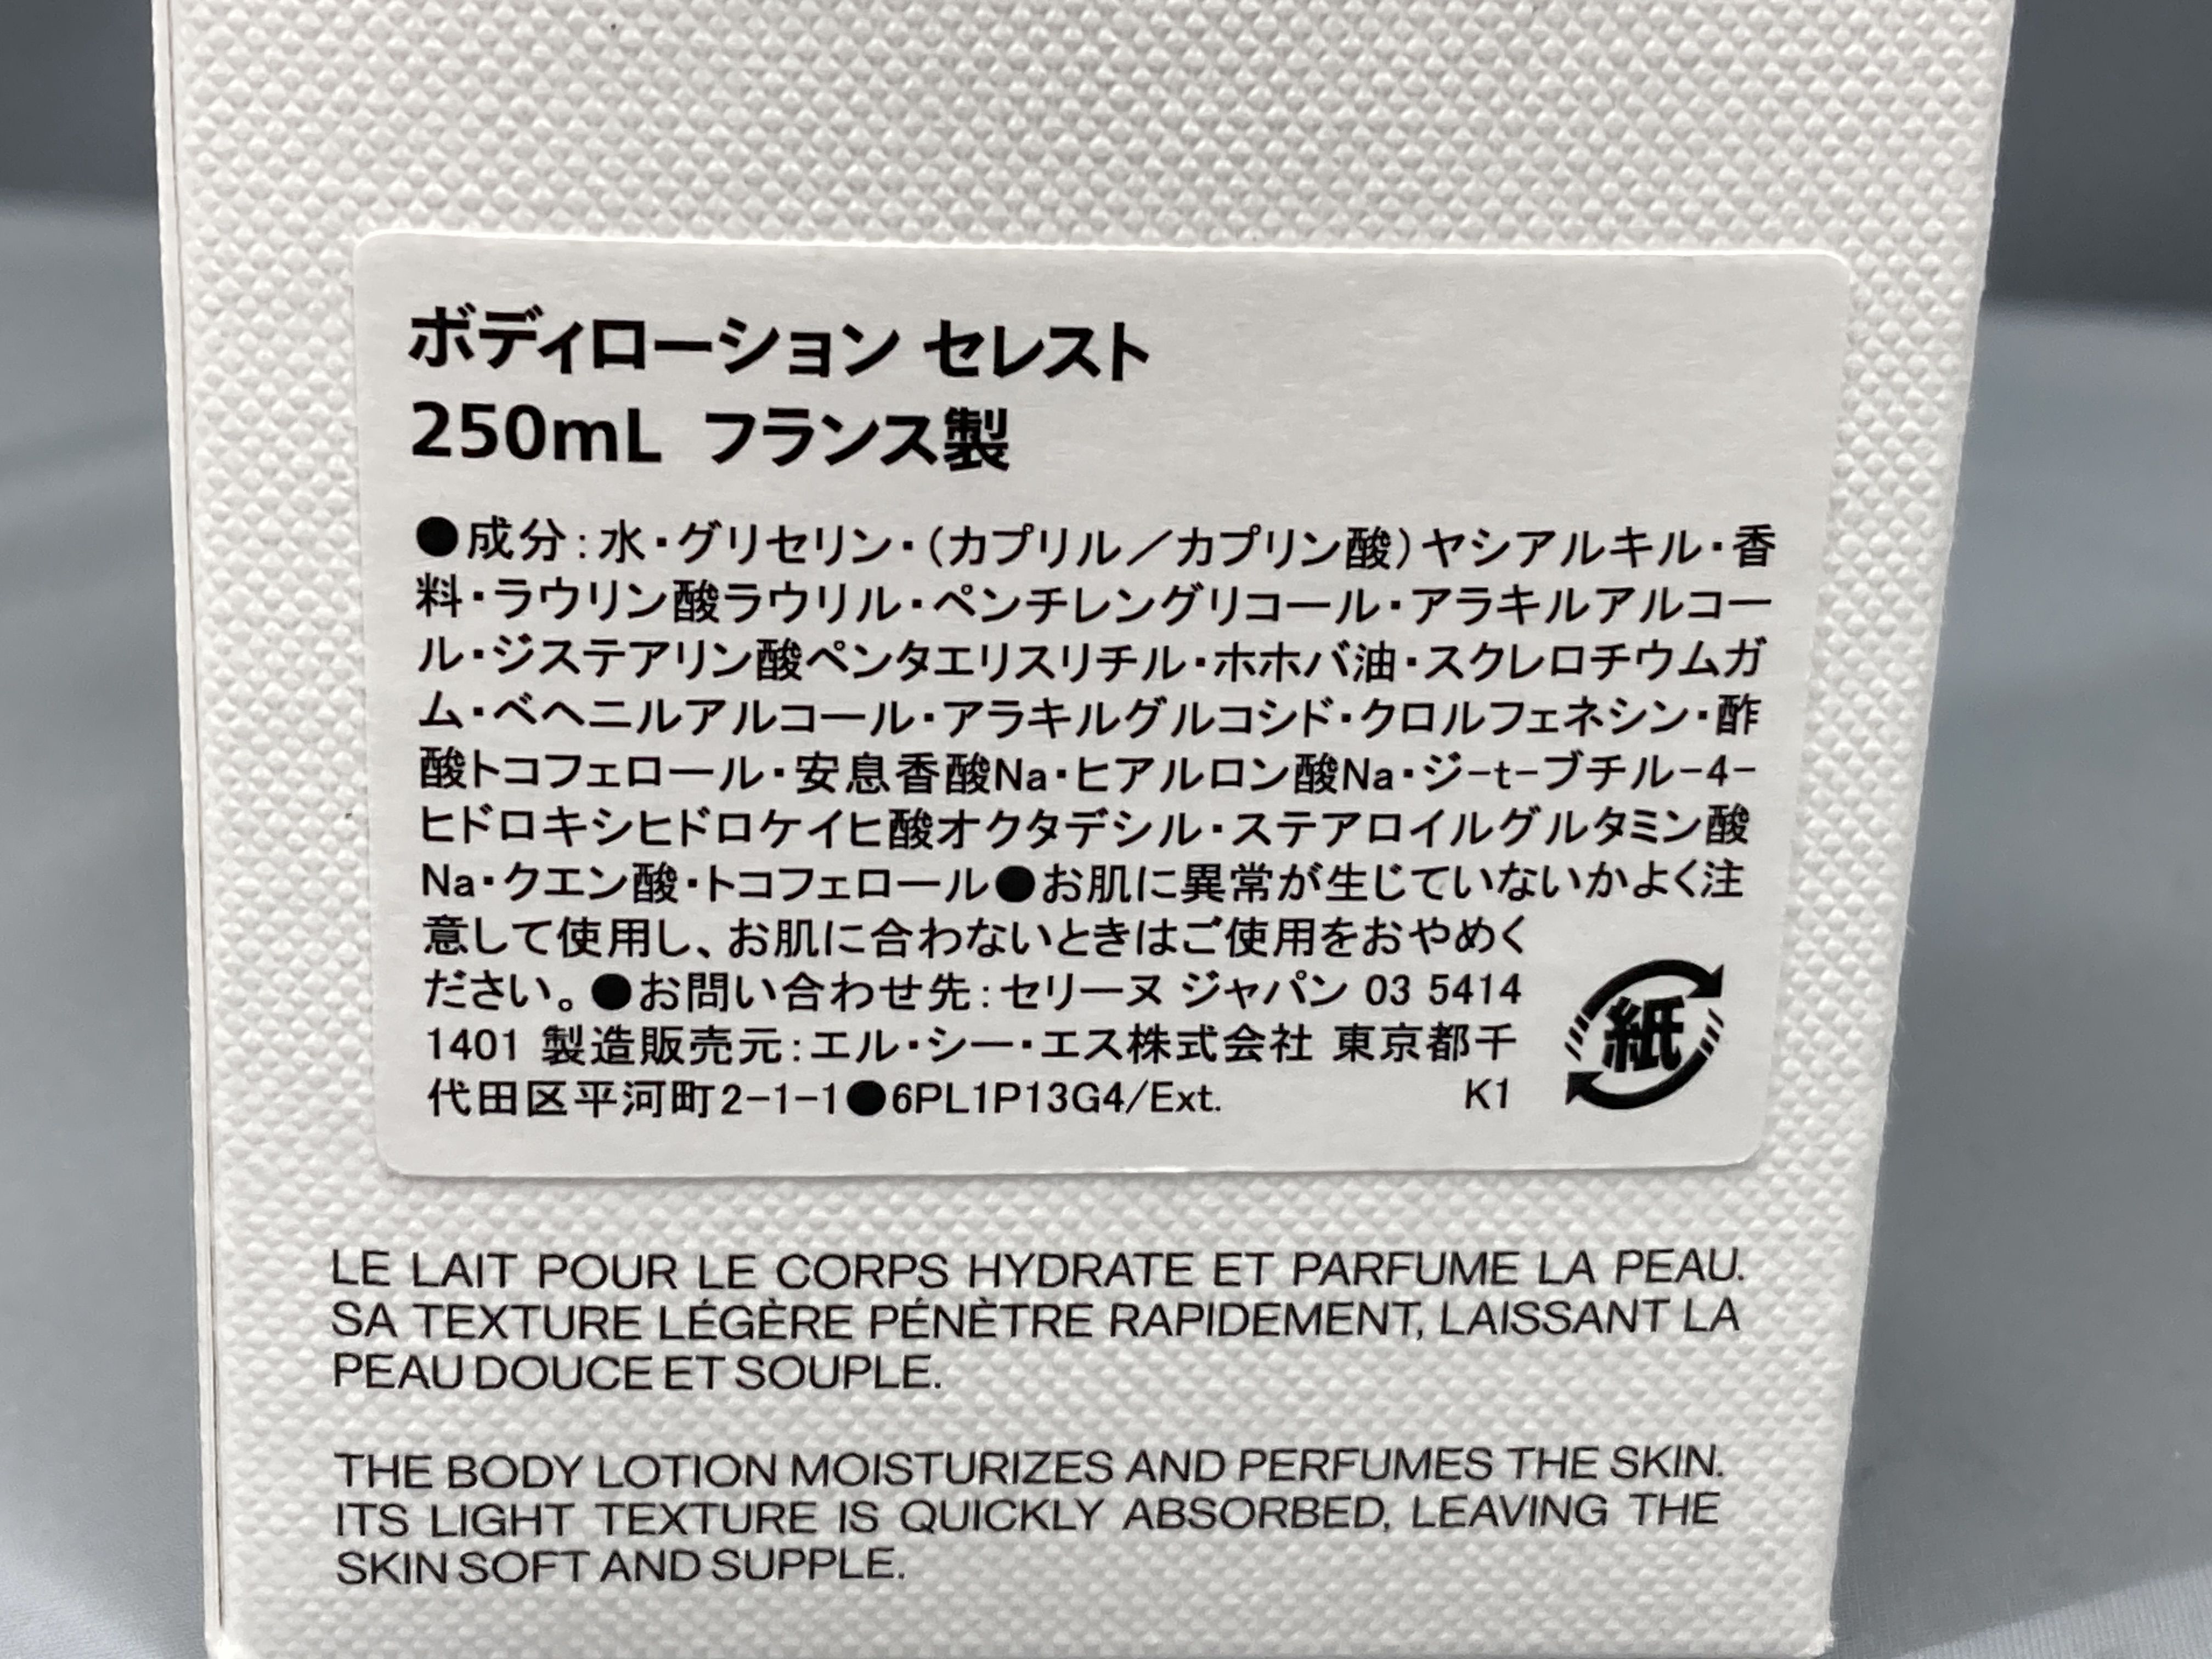 ボディローション セレスト
250mL フランス製
●成分:水・グリセリン・(カプリル／カプリン酸)ヤシアルキル・香
料・ラウリン酸ラウリル・ペンチレングリコール・アラキルアルコー
ル・ジステアリン酸ペンタエリスリチル・ホホバ油・スクレロチウムガ
ム・ベヘニルアルコール・アラキルグルコシド・クロルフェネシン・酢
酸トコフェロール・安息香酸Na・ヒアルロン酸Na・ジ-t-ブチル-4-
ヒドロキシヒドロケイヒ酸オクタデシル・ステアロイルグルタミン酸
Na・クエン酸・トコフェロール●お肌に異常が生じていないかよく注
意して使用し、お肌に合わないときはご使用をおやめく
ださい。●お問い合わせ先:セリーヌ ジャパン 03 5414
1401 製造販売元:エル・シー・エス株式会社 東京都千
代田区平河町2-1-1●6PL1P13G4/Ext. K1
紙
LE LAIT POUR LE CORPS HYDRATE ET PARFUME LA PEAU.
SA TEXTURE LÉGÈRE PÉNÈTRE RAPIDEMENT, LAISSANT LA
PEAU DOUCE ET SOUPLE.
THE BODY LOTION MOISTURIZES AND PERFUMES THE SKIN.
ITS LIGHT TEXTURE IS QUICKLY ABSORBED, LEAVING THE
SKIN SOFT AND SUPPLE.